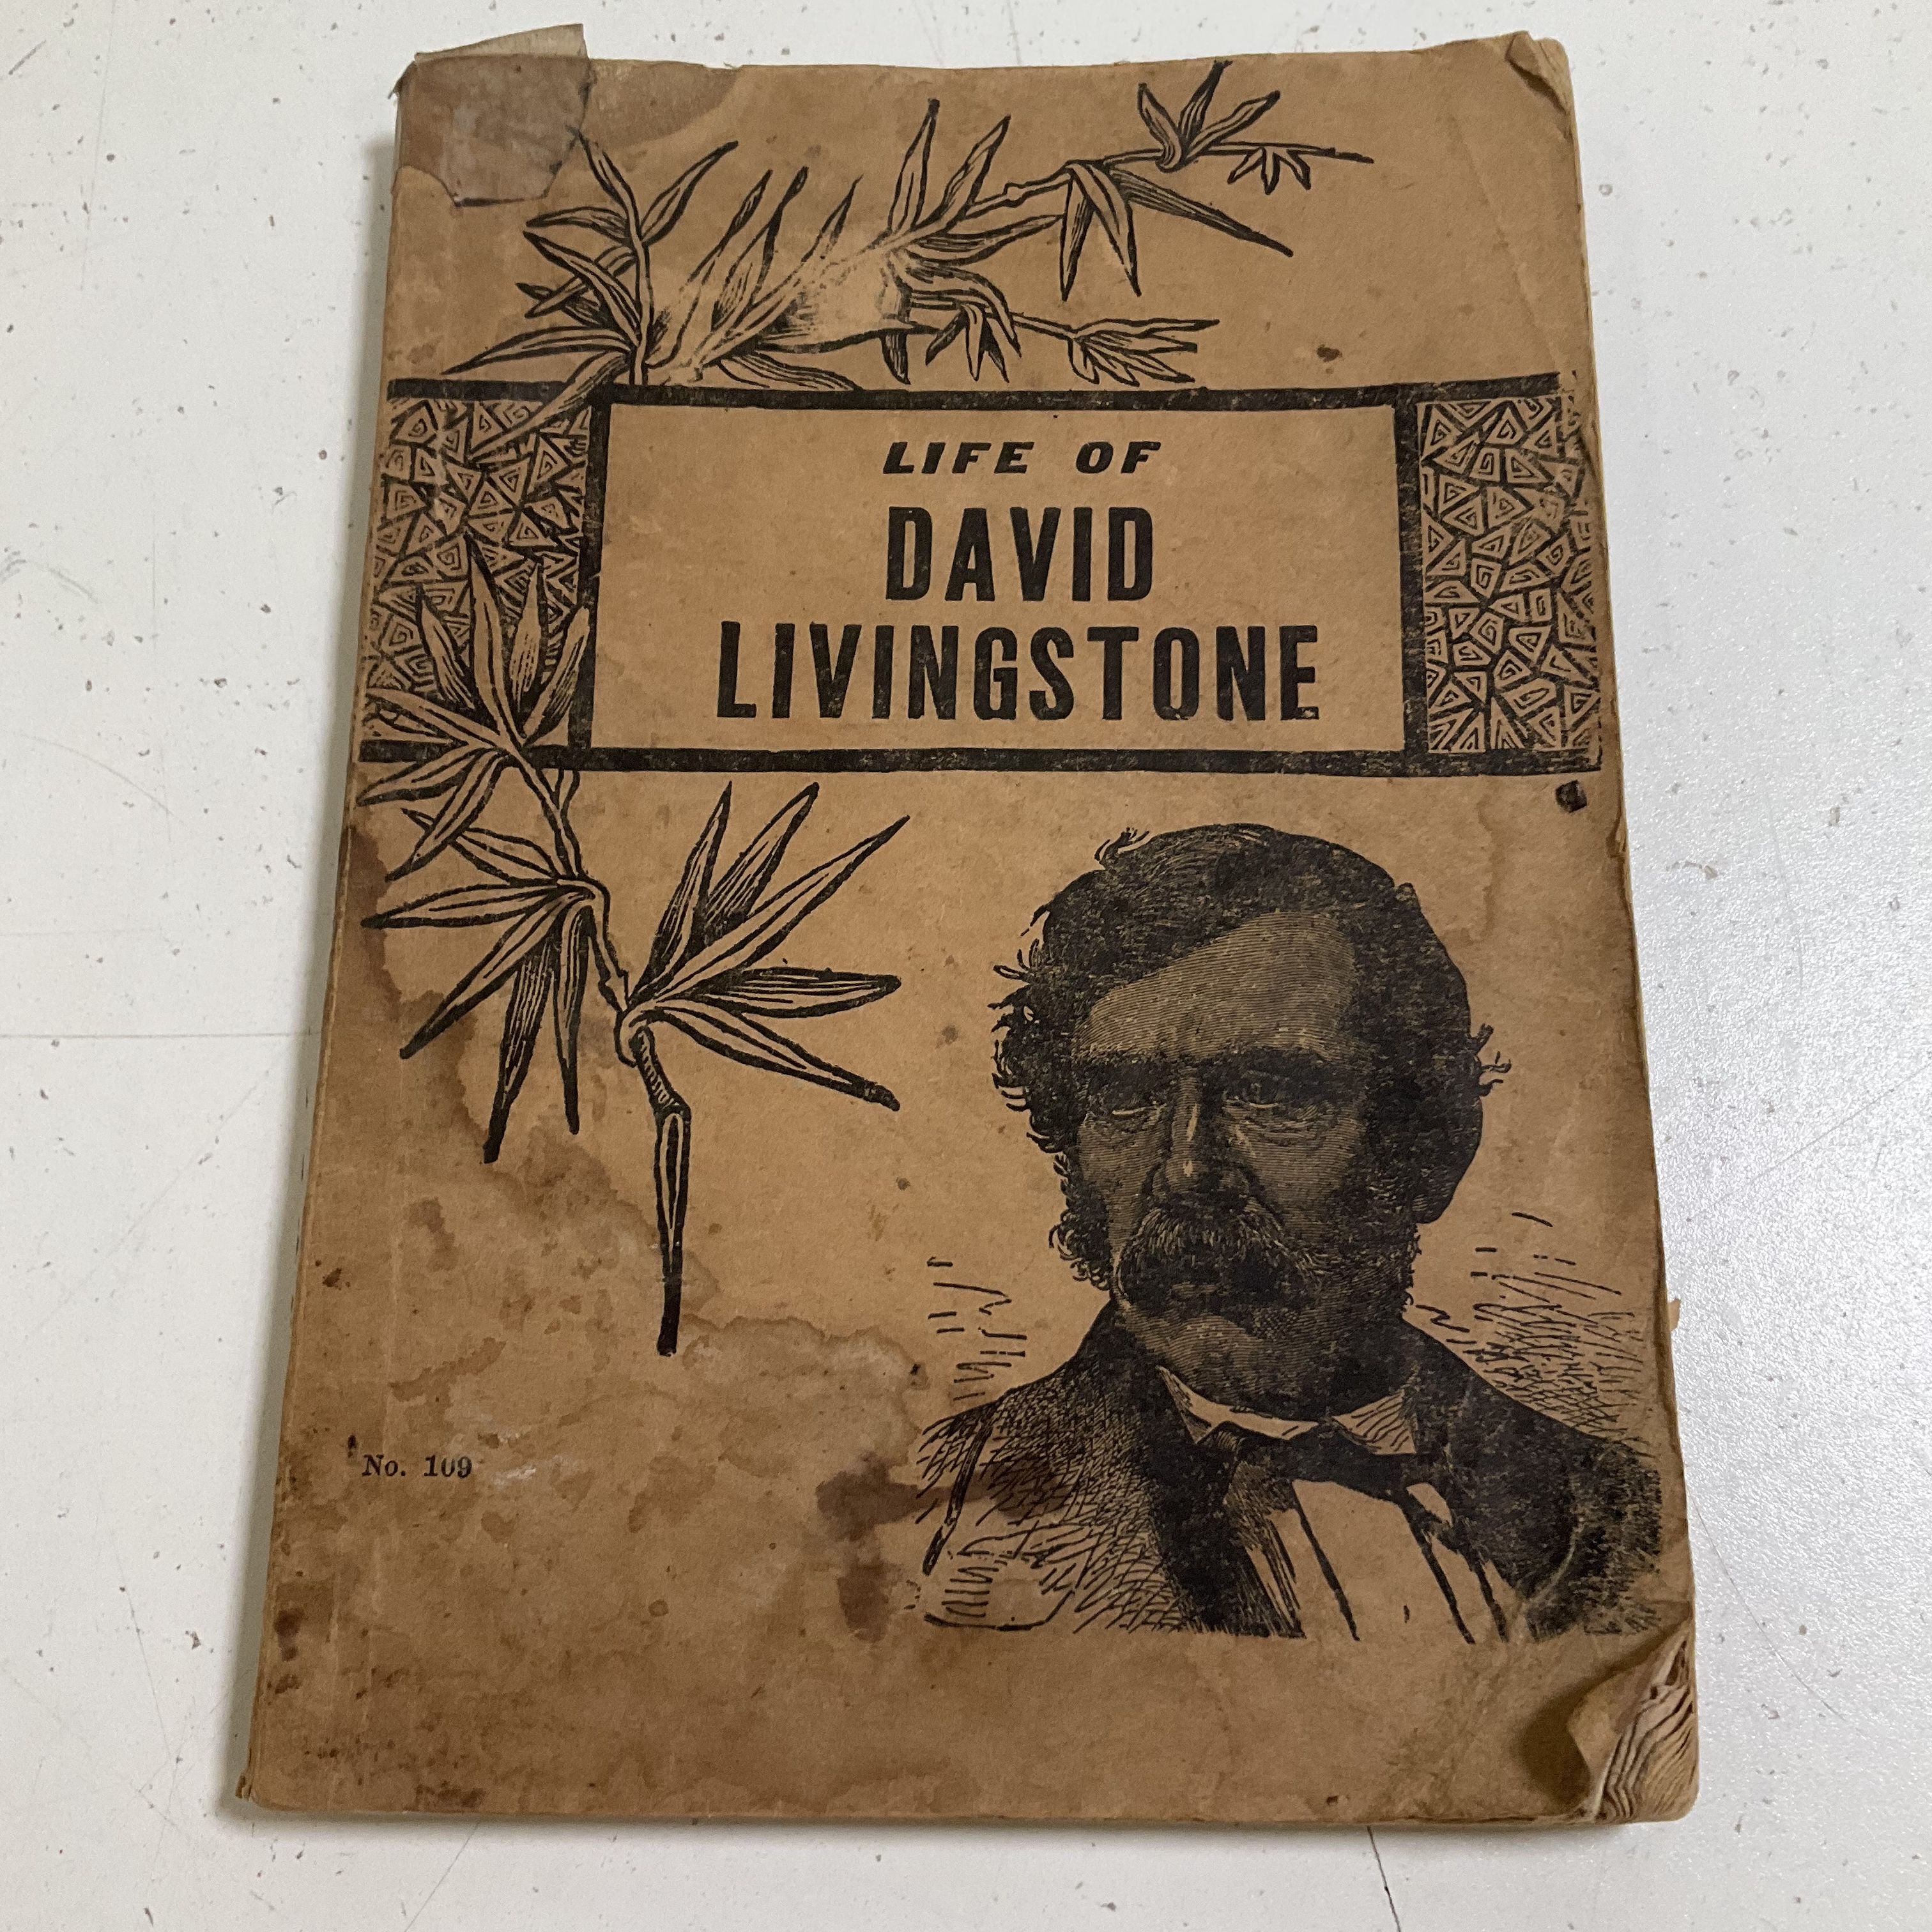 LIFE OF
DAVID
LIVINGSTONE
No. 109